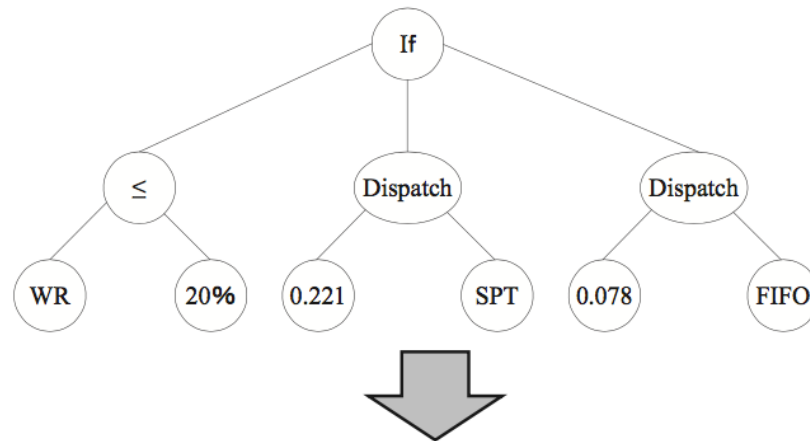 If
≤ Dispatch Dispatch
WR 20% 0.221 SPT 0.078 FIFO